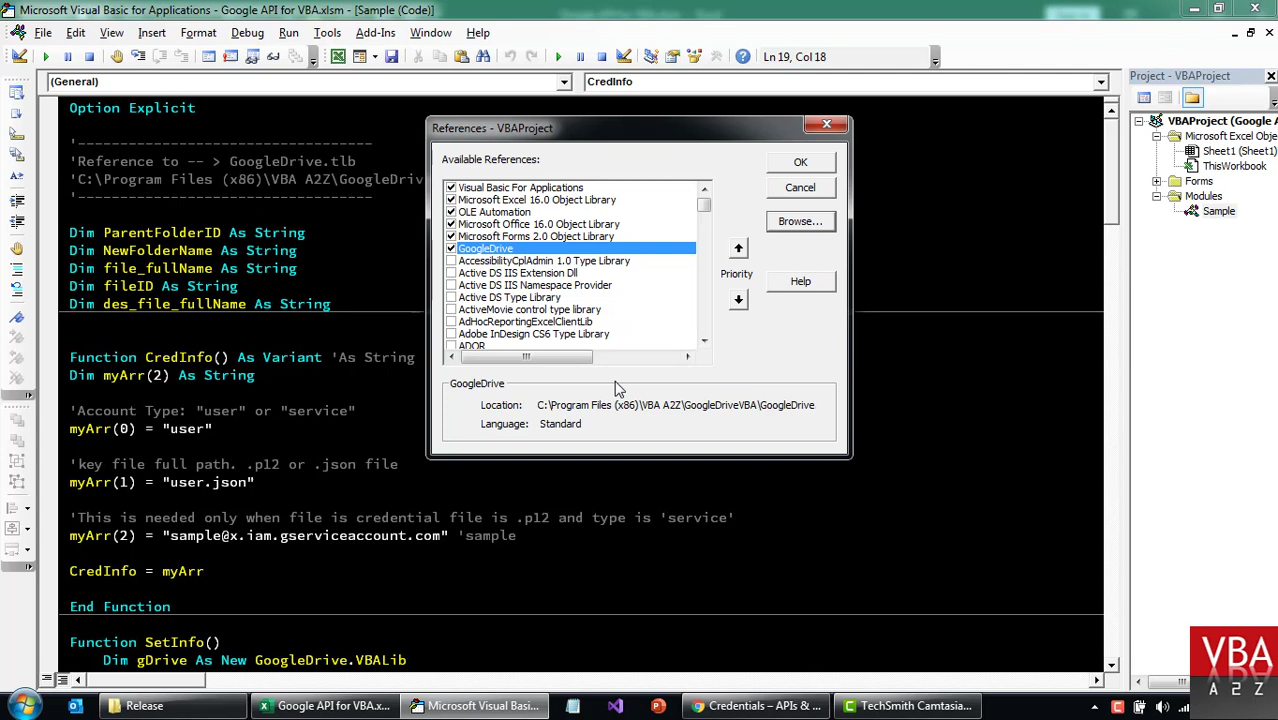 Microsoft Visual Basic for Applications - Google API for VBA.xlsm - [Sample (Code)]
File Edit View Insert Format Debug Run Tools Add-Ins Window Help
Ln 19, Col 18
(General) CredInfo
Option Explicit
'----------------------------------
'Reference to -- > GoogleDrive.tlb
'C:\Program Files (x86)\VBA A2Z\GoogleDriv
'----------------------------------
Dim ParentFolderID As String
Dim NewFolderName As String
Dim file_fullName As String
Dim fileID As String
Dim des_file_fullName As String
Function CredInfo() As Variant 'As String
Dim myArr(2) As String
'Account Type: "user" or "service"
myArr(0) = "user"
'key file full path. .p12 or .json file
myArr(1) = "user.json"
'This is needed only when file is credential file is .p12 and type is 'service'
myArr(2) = "sample@x.iam.gserviceaccount.com" 'sample
CredInfo = myArr
End Function
Function SetInfo()
Dim gDrive As New GoogleDrive.VBALib
References - VBAProject
Available References:
Visual Basic For Applications
Microsoft Excel 16.0 Object Library
OLE Automation
Microsoft Office 16.0 Object Library
Microsoft Forms 2.0 Object Library
GoogleDrive
AccessibilityCplAdmin 1.0 Type Library
Active DS IIS Extension Dll
Active DS IIS Namespace Provider
Active DS Type Library
ActiveMovie control type library
AdHocReportingExcelClientLib
Adobe InDesign CS6 Type Library
ADOR
OK
Cancel
Browse...
Priority
Help
GoogleDrive
Location: C:\Program Files (x86)\VBA A2Z\GoogleDriveVBA\GoogleDrive
Language: Standard
Project - VBAProject
VBAProject (Google A
Microsoft Excel Obje
Sheet1 (Sheet1)
ThisWorkbook
Forms
Modules
Sample
VBA
A 2 Z
Release
Google API for VBA.x...
Microsoft Visual Basi...
Credentials – APIs & ...
TechSmith Camtasia...